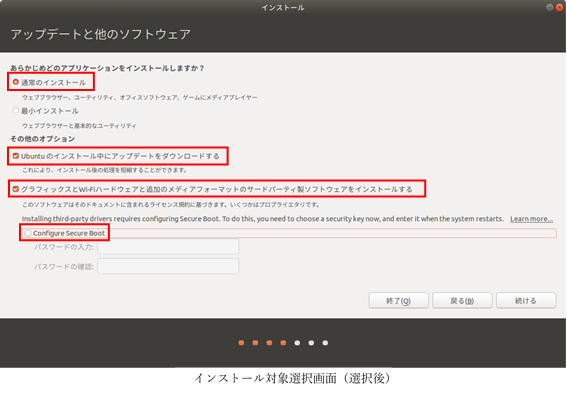 インストール
アップデートと他のソフトウェア
あらかじめどのアプリケーションをインストールしますか？
通常のインストール
ウェブブラウザー、ユーティリティ、オフィスソフトウェア、ゲームにメディアプレイヤー
最小インストール
ウェブブラウザーと基本的なユーティリティ
その他のオプション
Ubuntu のインストール中にアップデートをダウンロードする
これにより、インストール後の処理を短縮することができます。
グラフィックスとWi-Fiハードウェアと追加のメディアフォーマットのサードパーティ製ソフトウェアをインストールする
このソフトウェアはそのドキュメントに含まれるライセンス規約に基づきます。いくつかはプロプライエタリです。
Installing third-party drivers requires configuring Secure Boot. To do this, you need to choose a security key now, and enter it when the system restarts. Learn more...
Configure Secure Boot
パスワードの入力:
パスワードの確認:
終了(Q) 戻る(B) 続ける
インストール対象選択画面（選択後）